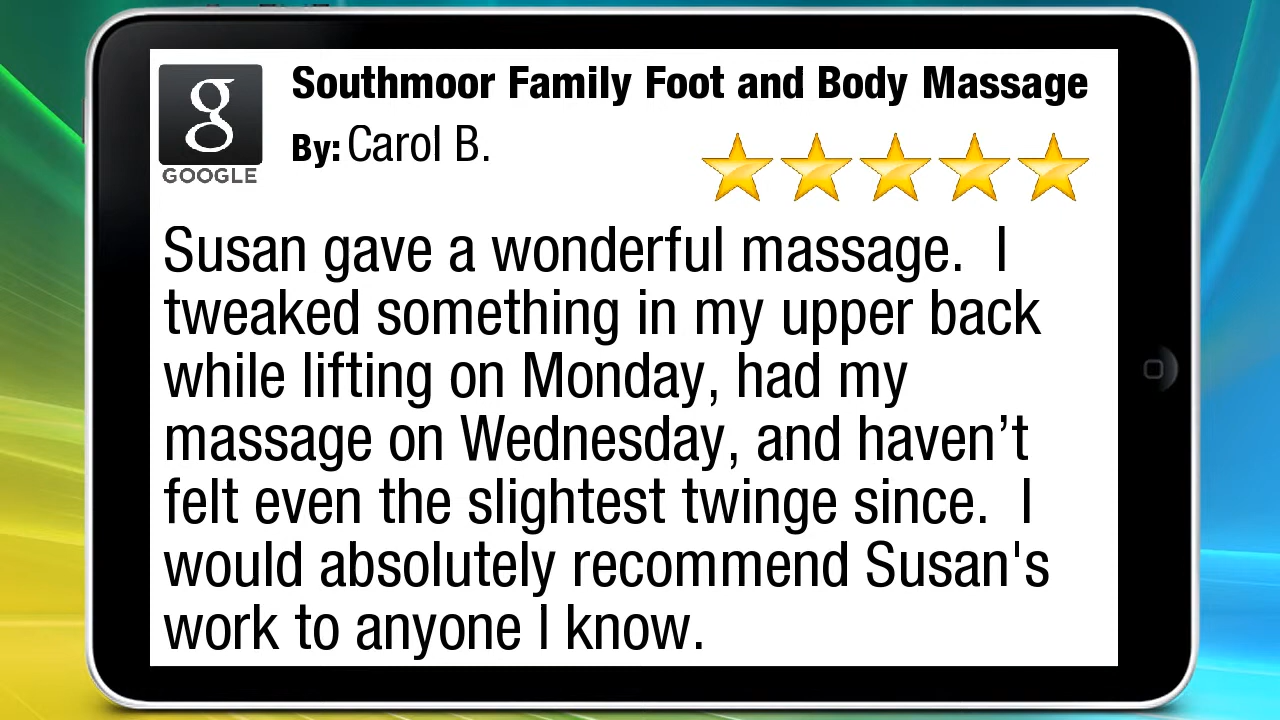 g
GOOGLE
Southmoor Family Foot and Body Massage
By: Carol B.
Susan gave a wonderful massage.  I
tweaked something in my upper back
while lifting on Monday, had my
massage on Wednesday, and haven’t
felt even the slightest twinge since.  I
would absolutely recommend Susan's
work to anyone I know.